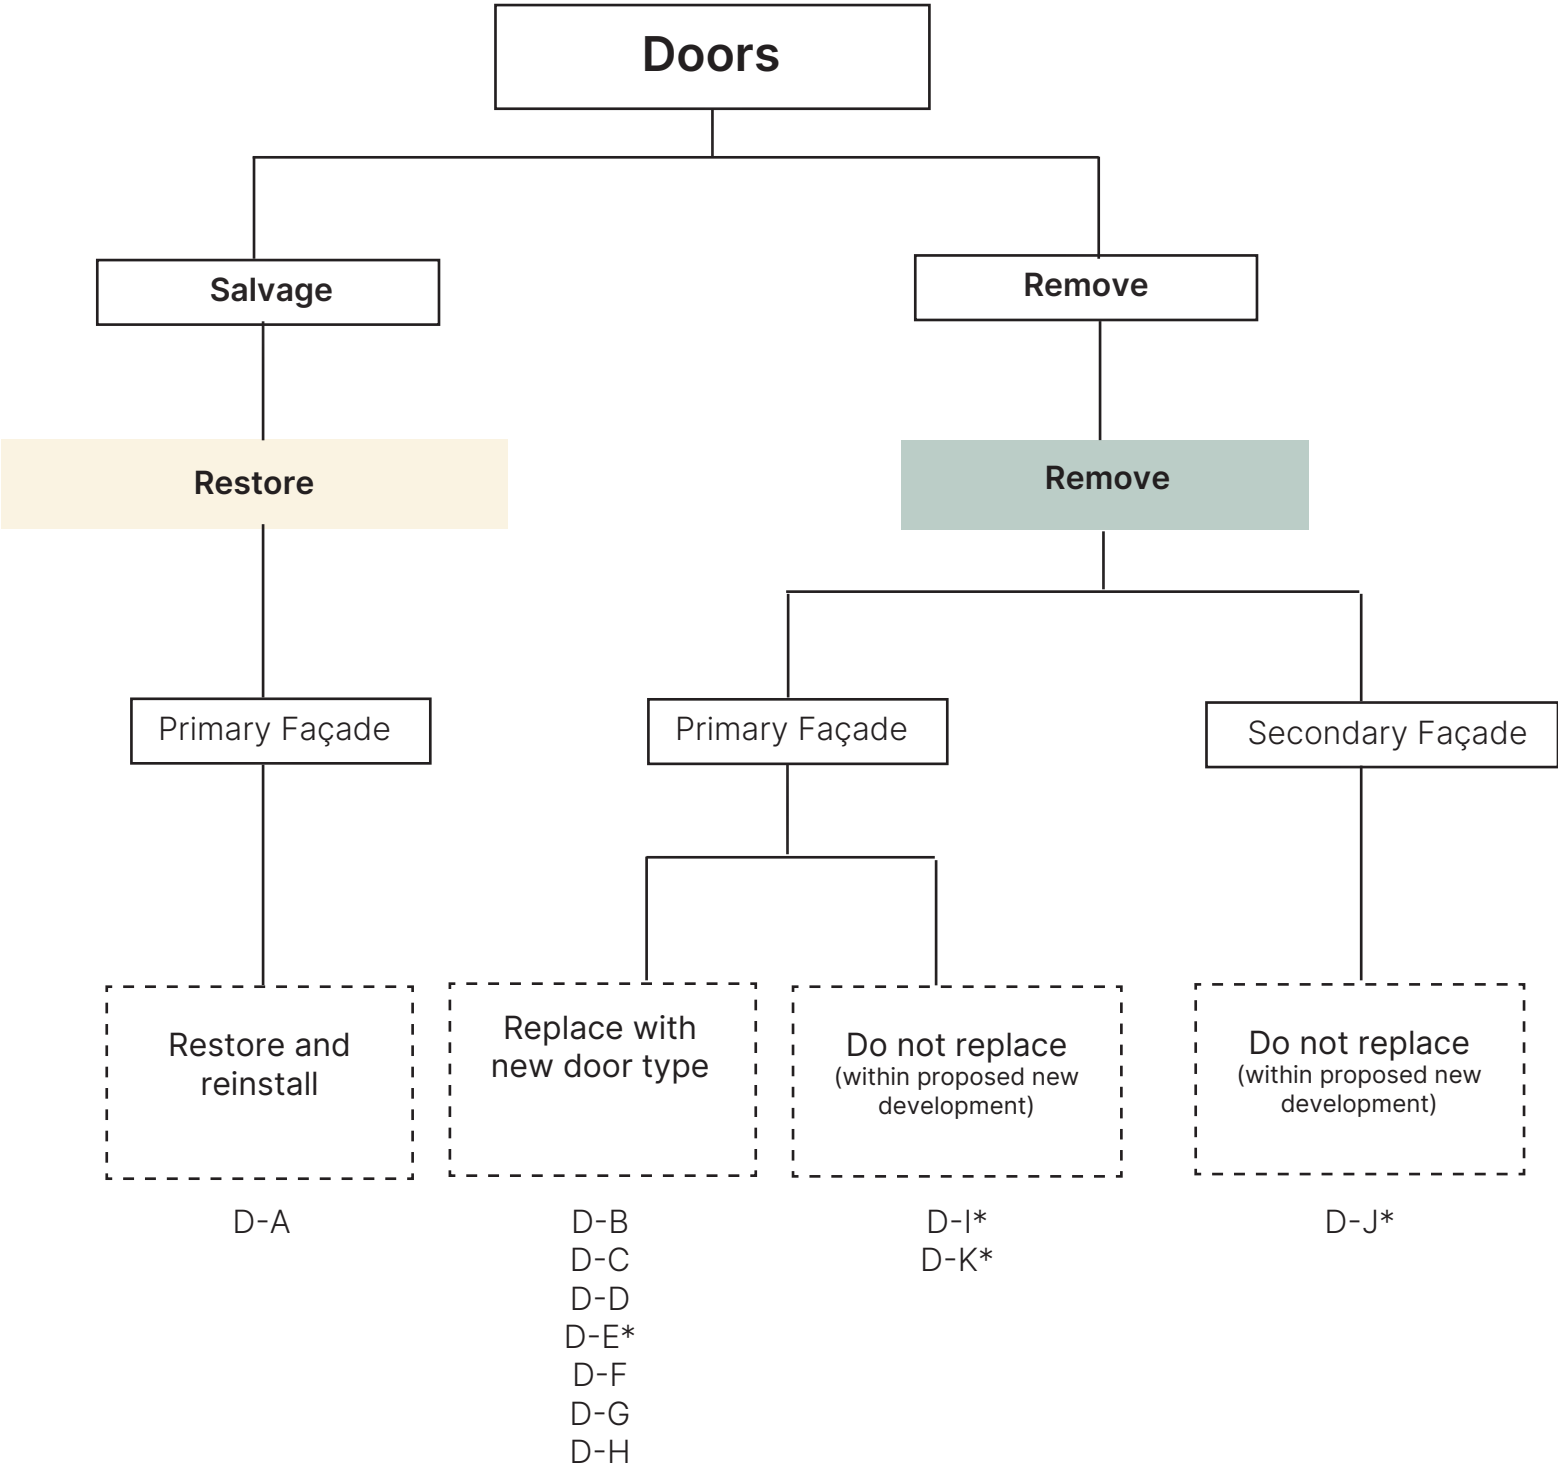 Doors
Salvage
Remove
Restore
Remove
Primary Façade
Primary Façade
Secondary Façade
Restore and
reinstall
Replace with
new door type
Do not replace
(within proposed new
development)
Do not replace
(within proposed new
development)
D-A
D-B
D-C
D-D
D-E*
D-F
D-G
D-H
D-I*
D-K*
D-J*